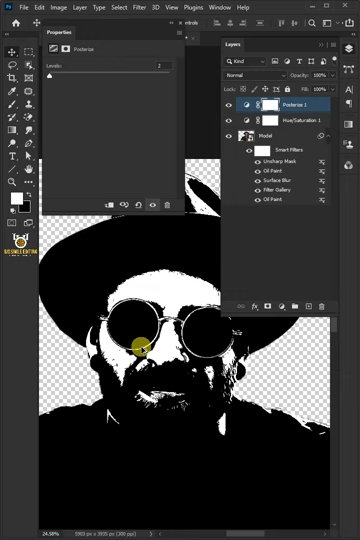 Ps File Edit Image Layer Type Select Filter 3D View Plugins Window Help
Properties
Posterize
Levels: 2
Layers
Kind
Normal Opacity: 100%
Lock: Fill: 100%
Posterize 1
Hue/Saturation 1
Model
Smart Filters
Unsharp Mask
Oil Paint
Surface Blur
Filter Gallery
Oil Paint
fx
24.58%